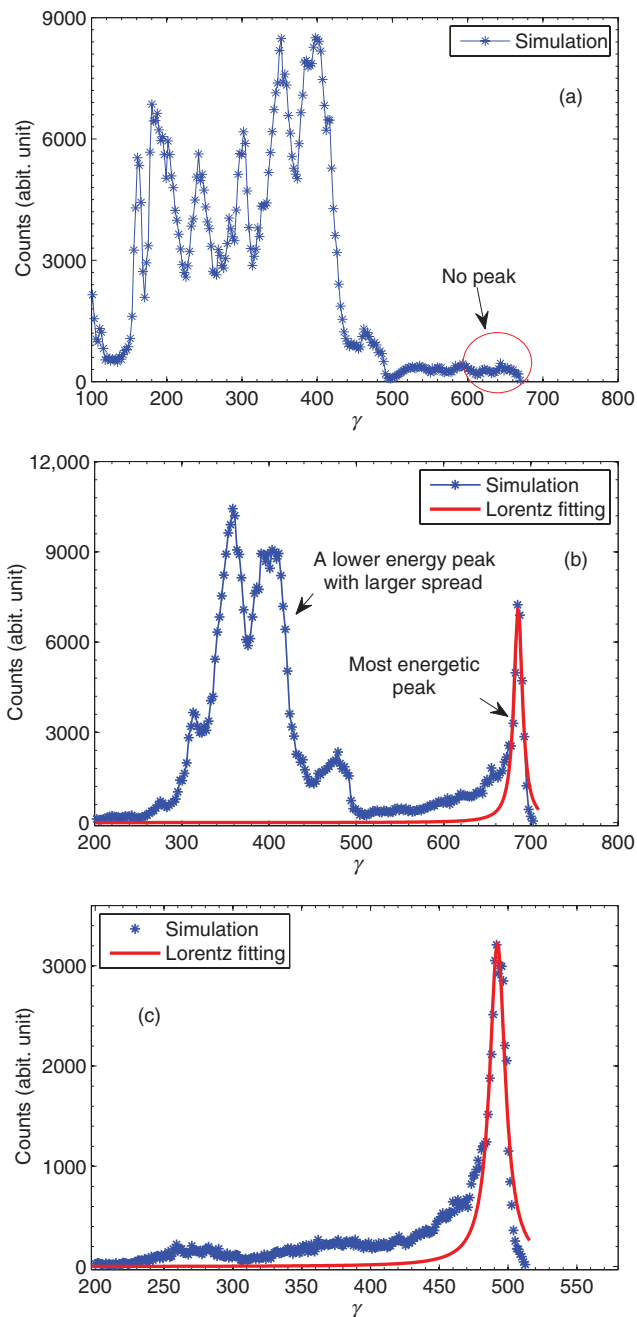 9000
6000
3000
0
Counts (abit. unit)
Simulation
(a)
No peak
100 200 300 400 500 600 700 800
γ
12,000
9000
6000
3000
0
Counts (abit. unit)
Simulation
Lorentz fitting
(b)
A lower energy peak
with larger spread
Most energetic
peak
200 300 400 500 600 700 800
γ
3000
2000
1000
0
Counts (abit. unit)
Simulation
Lorentz fitting
(c)
200 250 300 350 400 450 500 550
γ